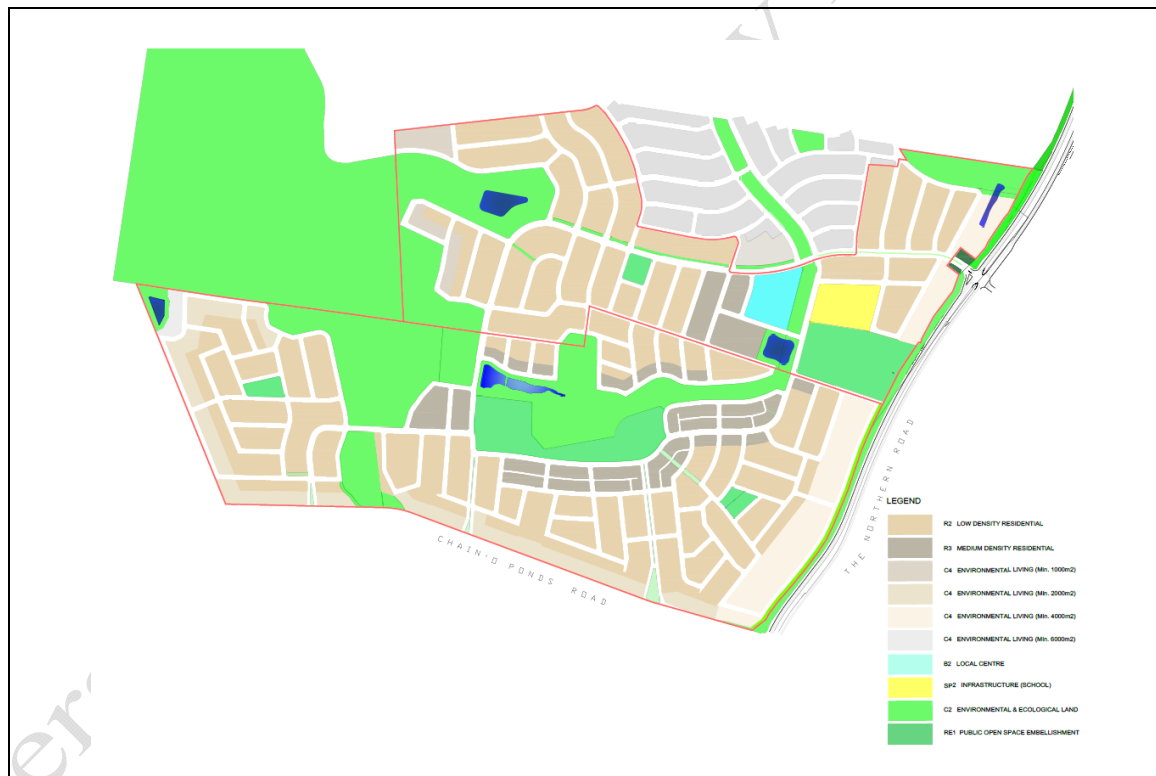 CHAIN-O PONDS ROAD
THE NORTHERN ROAD
LEGEND
R2 LOW DENSITY RESIDENTIAL
R3 MEDIUM DENSITY RESIDENTIAL
C4 ENVIRONMENTAL LIVING (Min. 1000m2)
C4 ENVIRONMENTAL LIVING (Min. 2000m2)
C4 ENVIRONMENTAL LIVING (Min. 4000m2)
C4 ENVIRONMENTAL LIVING (Min. 6000m2)
B2 LOCAL CENTRE
SP2 INFRASTRUCTURE (SCHOOL)
C2 ENVIRONMENTAL & ECOLOGICAL LAND
RE1 PUBLIC OPEN SPACE EMBELLISHMENT